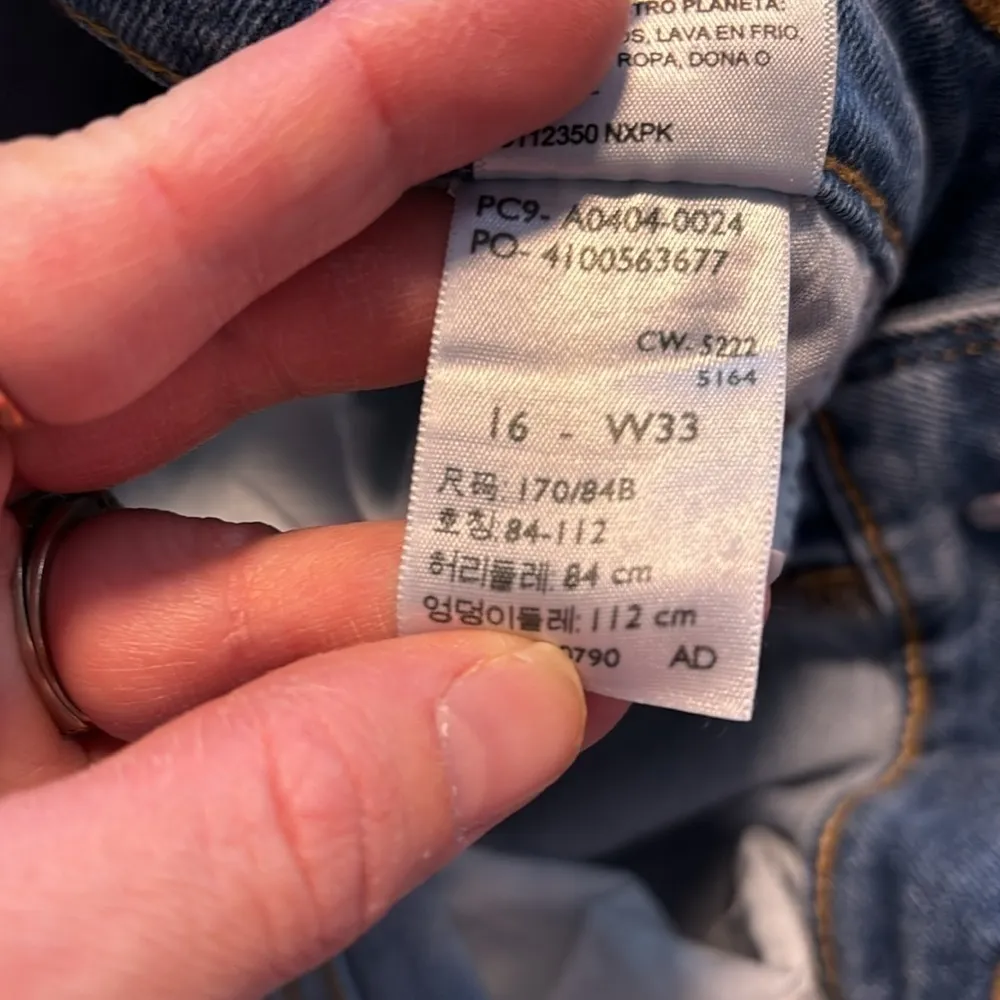 TRO PLANETA:
OS, LAVA EN FRIO,
ROPA, DONA O
112350 NXPK
PC9- A0404-0024
PO- 4100563677
CW. 5222
5164
16 - W33
尺码: 170/84B
호칭: 84-112
허리둘레: 84 cm
엉덩이둘레: 112 cm
0790 AD